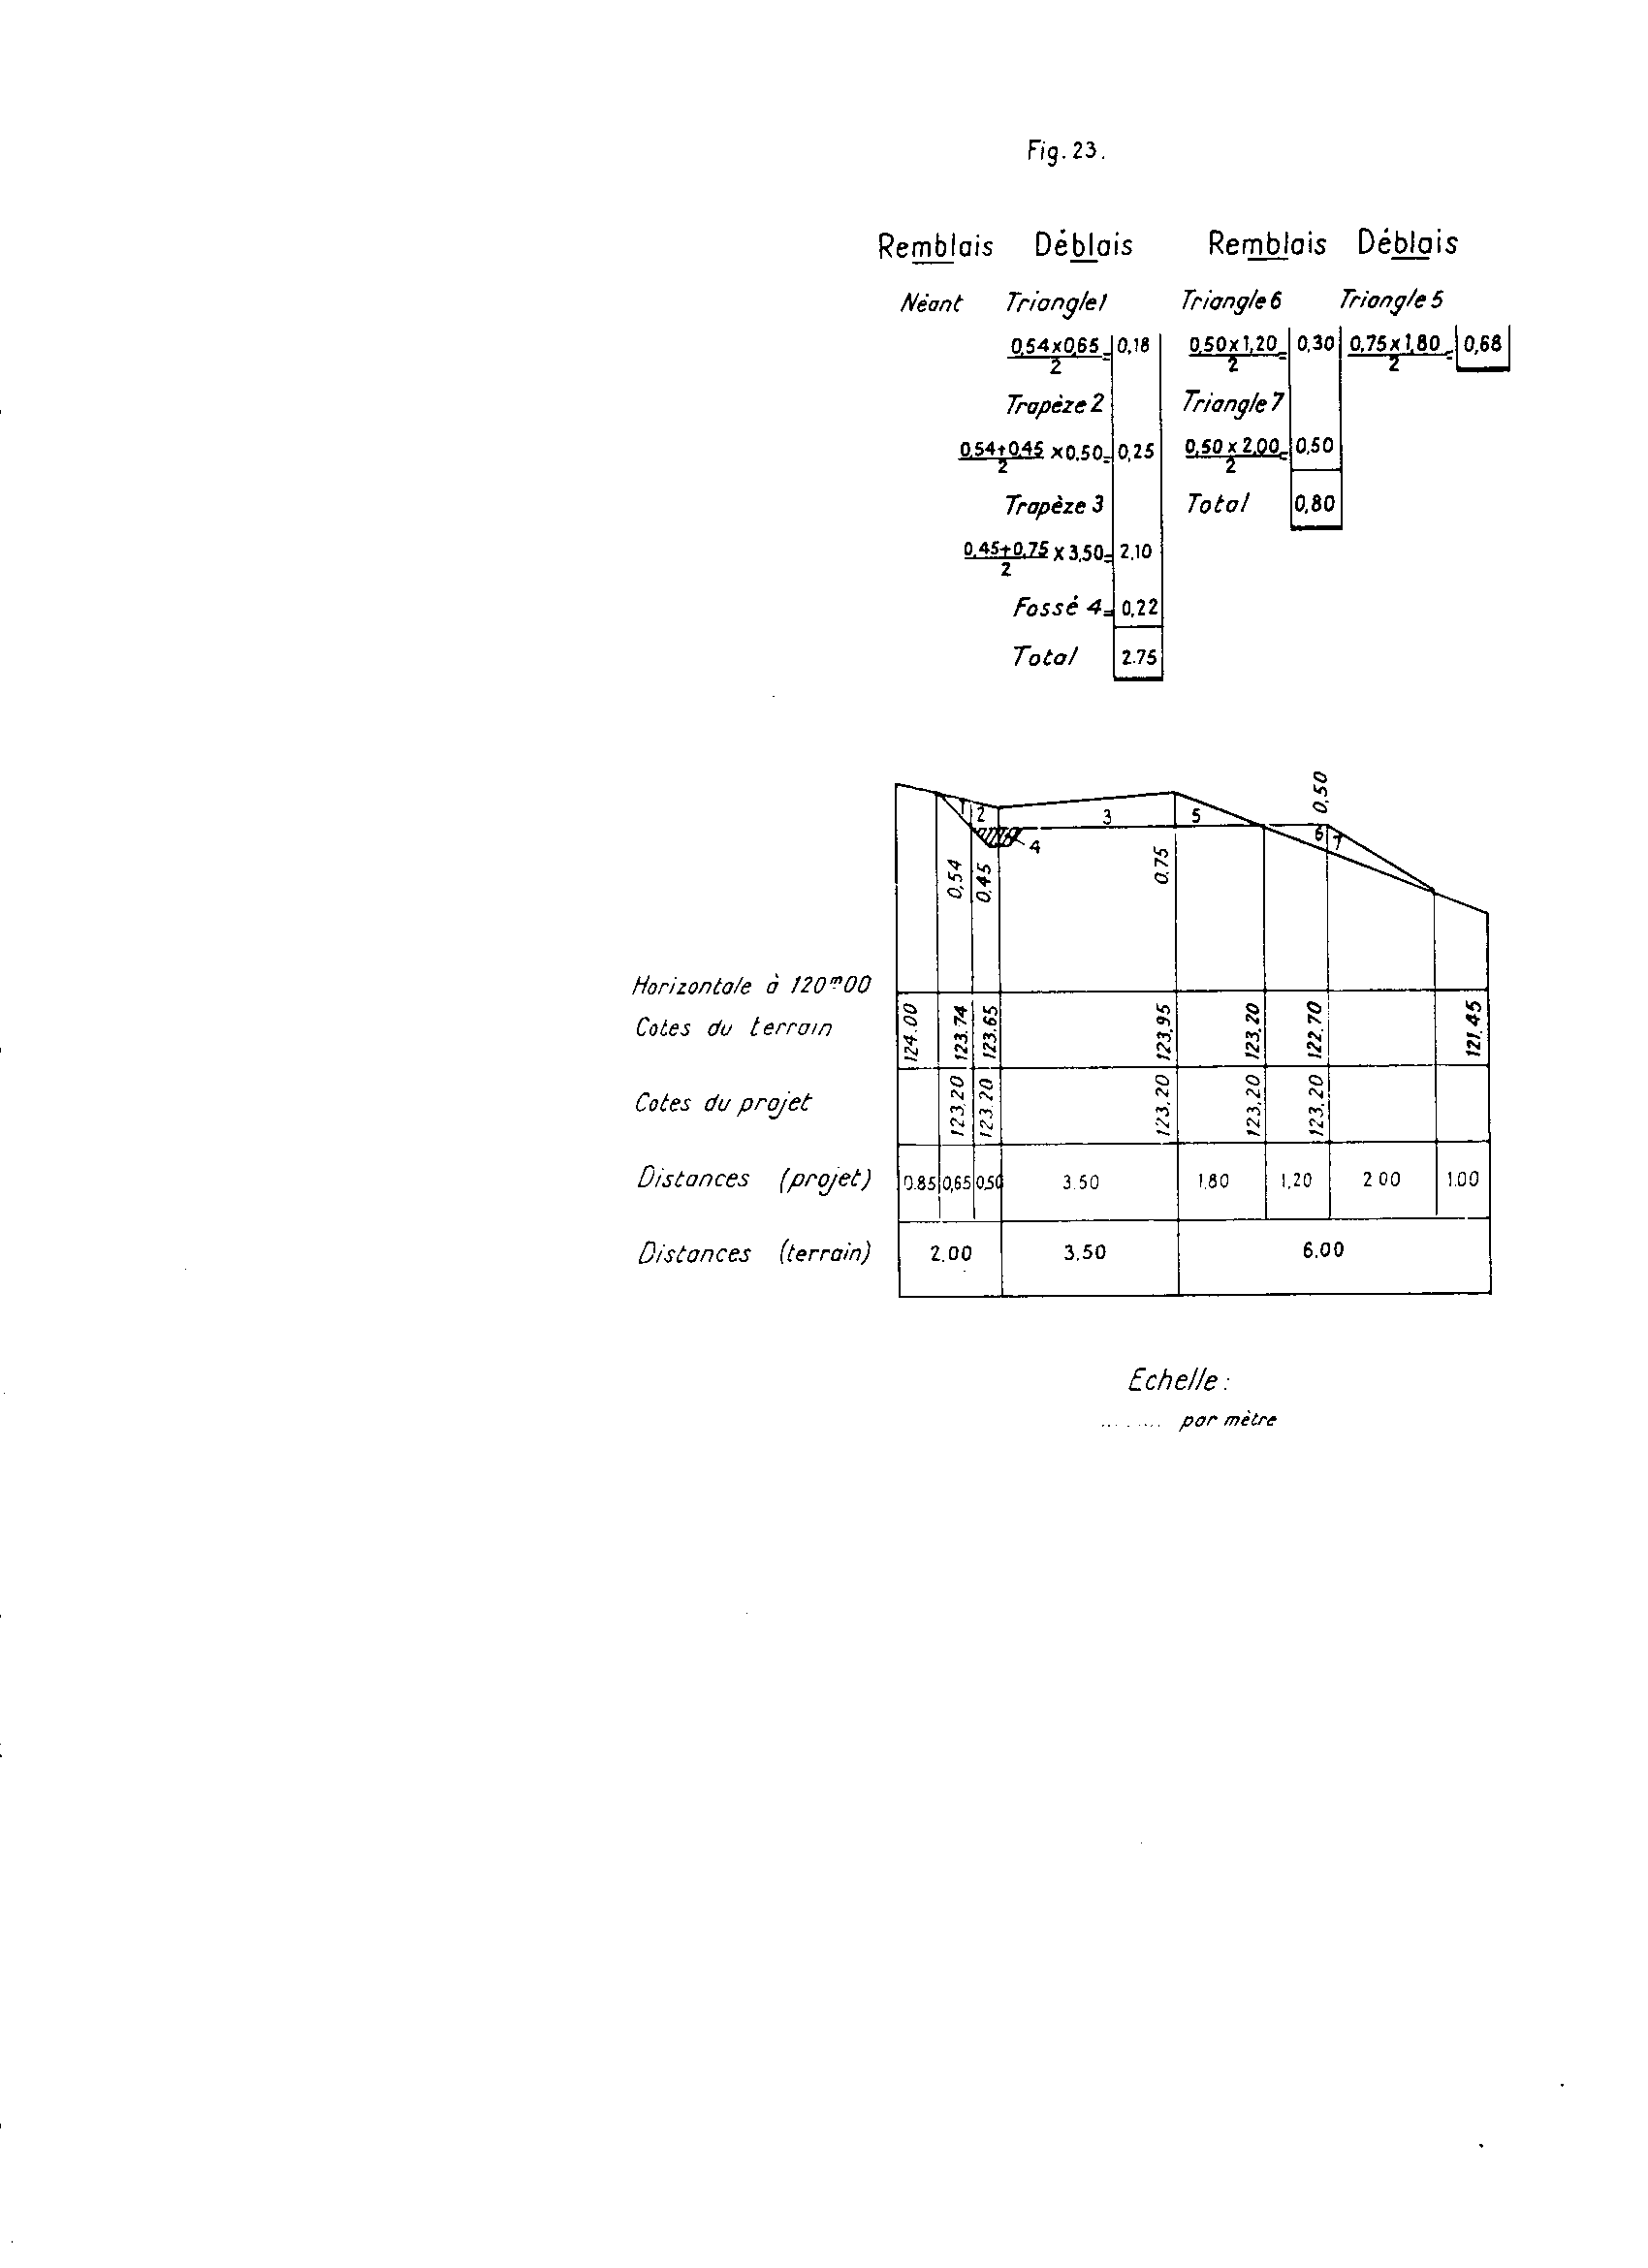 Fig. 23.
Remblais Déblais Remblais Déblais
Néant Triangle 1 Triangle 6 Triangle 5
0,54x0,65 = 0,18 0,50x1,20 = 0,30 0,75x1,80 = 0,68
2 2 2
Trapèze 2 Triangle 7
0,54+0,45 x0,50= 0,25 0,50x2,00 = 0,50
2 2
Trapèze 3 Total 0,80
0,45+0,75 x3,50= 2,10
2
Fossé 4= 0,22
Total 2.75
0,50
1 2 3 5 6 7
4
0,54 0,45 0,75
Horizontale à 120m00
Cotes du terrain 124.00 123.74 123.65 123.95 123.20 122.70 121.45
Cotes du projet 123.20 123.20 123.20 123.20 123.20
Distances (projet) 0.85 0,65 0,50 3.50 1.80 1,20 2 00 1.00
Distances (terrain) 2.00 3.50 6.00
Echelle :
......... par mètre